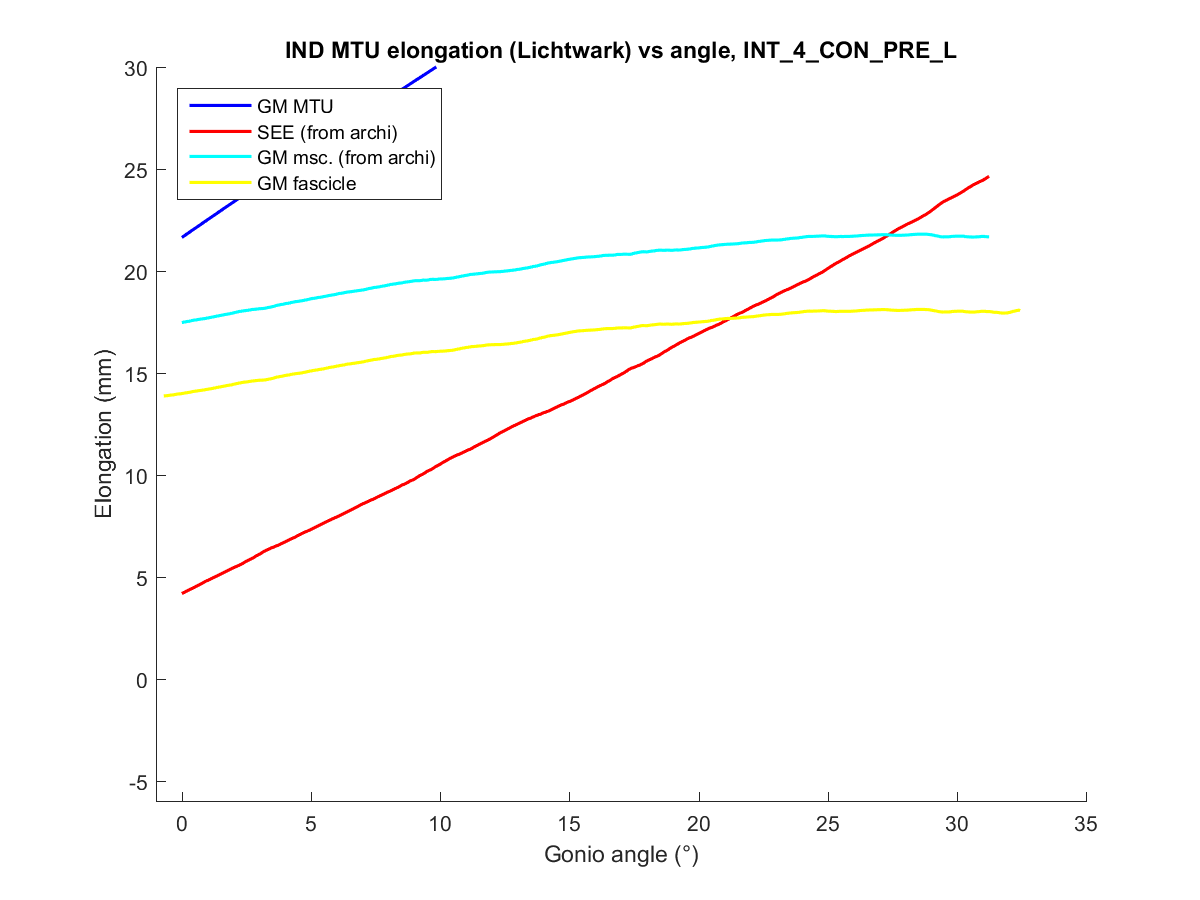 IND MTU elongation (Lichtwark) vs angle, INT_4_CON_PRE_L
GM MTU
SEE (from archi)
GM msc. (from archi)
GM fascicle
30
25
20
15
10
5
0
-5
Elongation (mm)
0 5 10 15 20 25 30 35
Gonio angle (°)